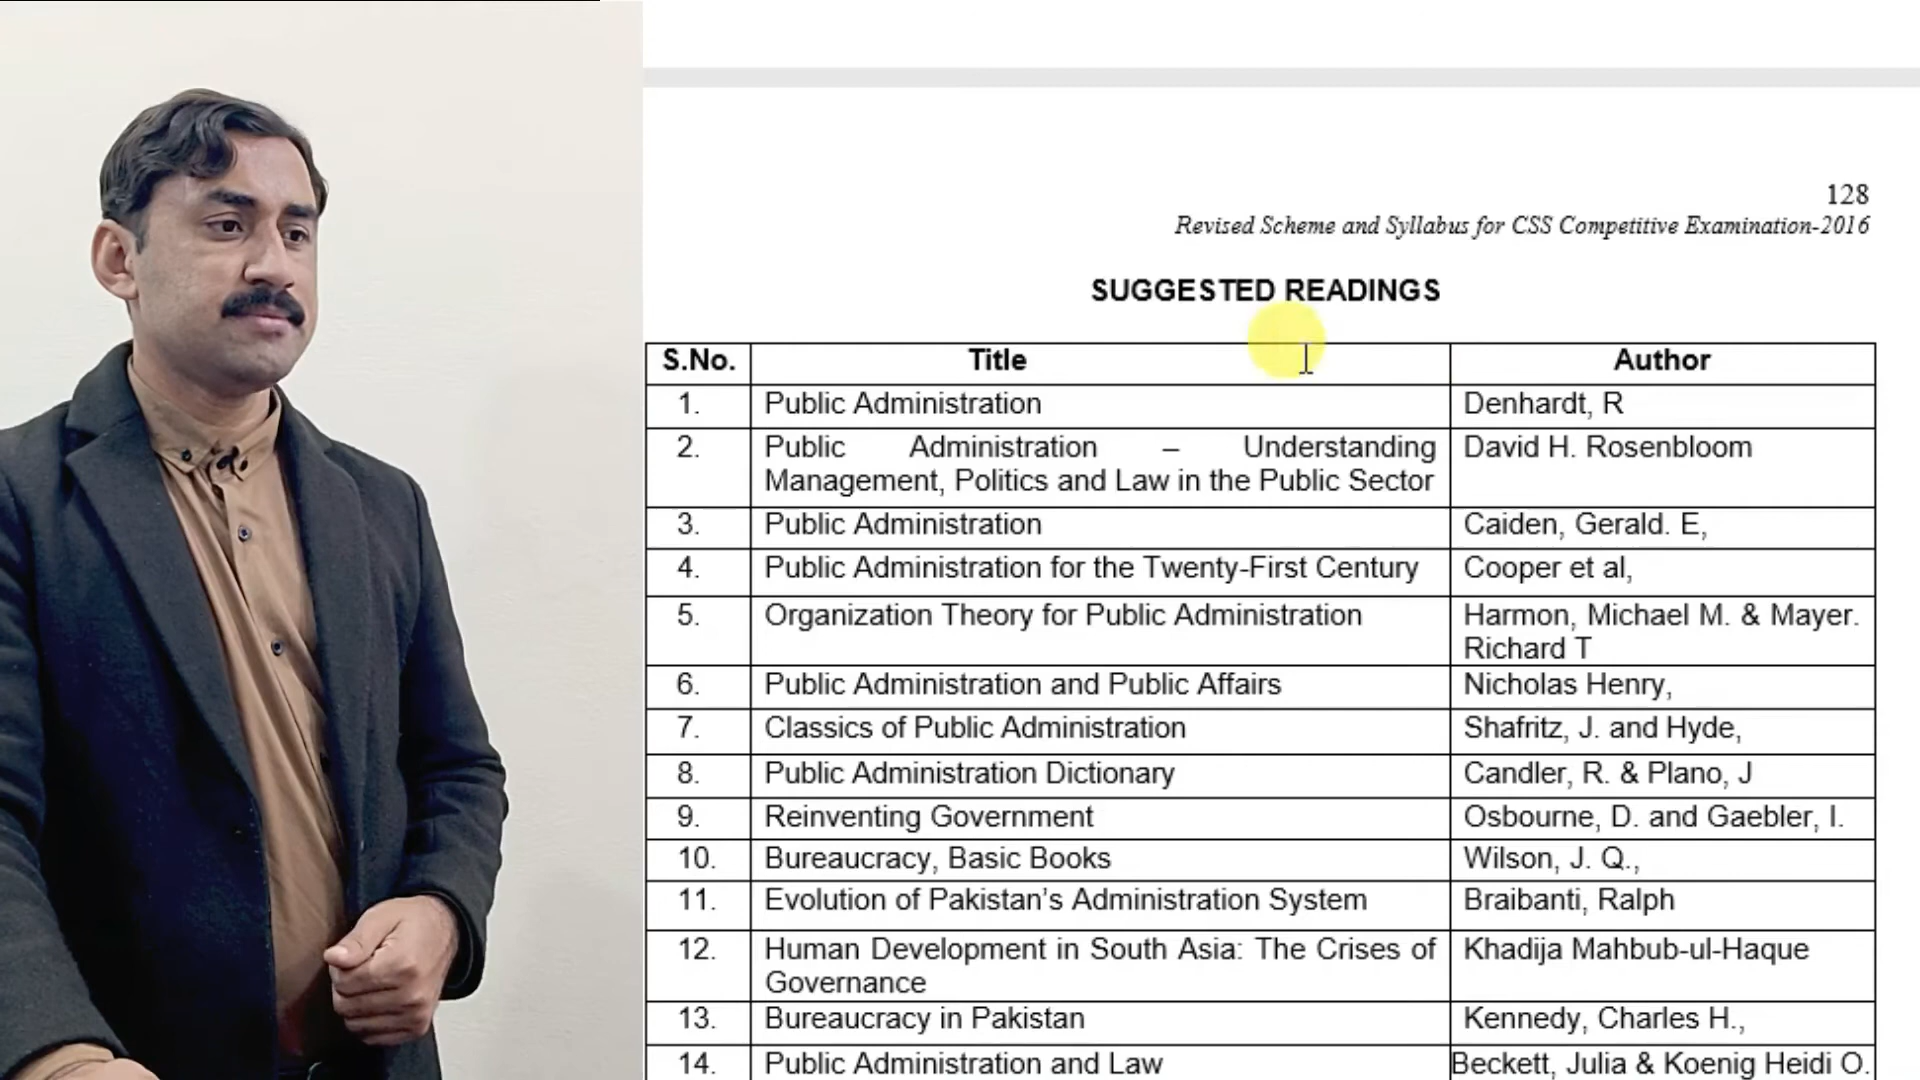 128
Revised Scheme and Syllabus for CSS Competitive Examination-2016
SUGGESTED READINGS
S.No. Title Author
1. Public Administration Denhardt, R
2. Public Administration – Understanding David H. Rosenbloom
Management, Politics and Law in the Public Sector
3. Public Administration Caiden, Gerald. E,
4. Public Administration for the Twenty-First Century Cooper et al,
5. Organization Theory for Public Administration Harmon, Michael M. & Mayer.
Richard T
6. Public Administration and Public Affairs Nicholas Henry,
7. Classics of Public Administration Shafritz, J. and Hyde,
8. Public Administration Dictionary Candler, R. & Plano, J
9. Reinventing Government Osbourne, D. and Gaebler, I.
10. Bureaucracy, Basic Books Wilson, J. Q.,
11. Evolution of Pakistan’s Administration System Braibanti, Ralph
12. Human Development in South Asia: The Crises of Khadija Mahbub-ul-Haque
Governance
13. Bureaucracy in Pakistan Kennedy, Charles H.,
14. Public Administration and Law Beckett, Julia & Koenig Heidi O.